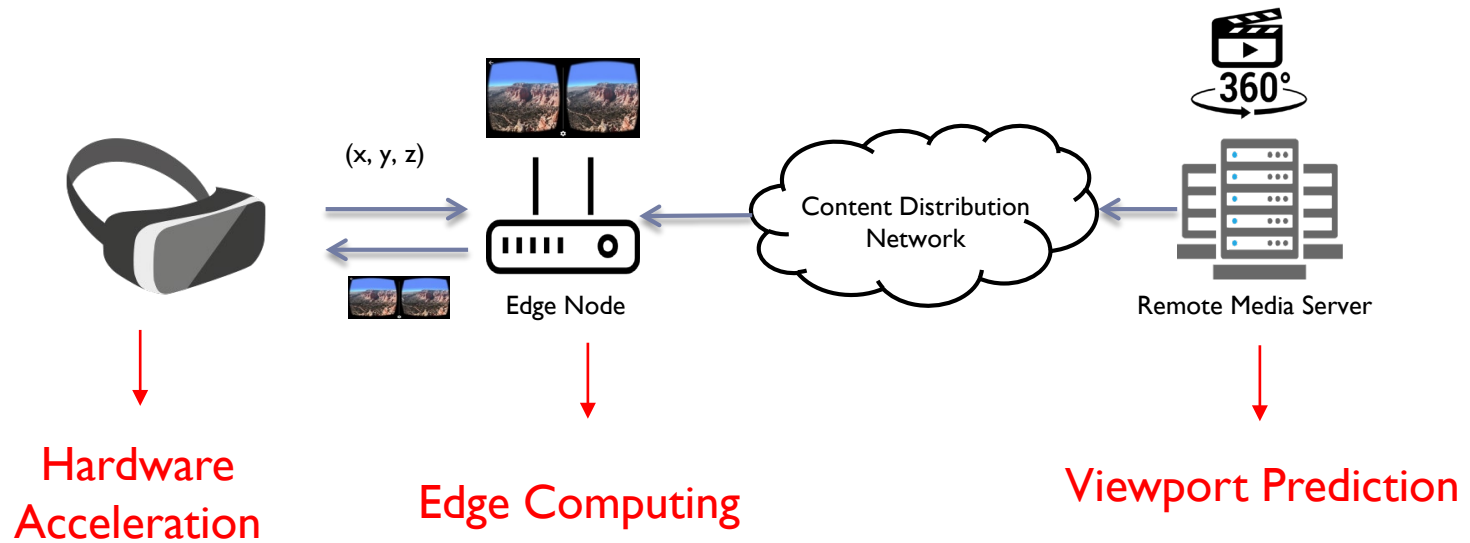 360°
(x, y, z)
Content Distribution
Network
Edge Node
Remote Media Server
Hardware
Acceleration
Edge Computing
Viewport Prediction